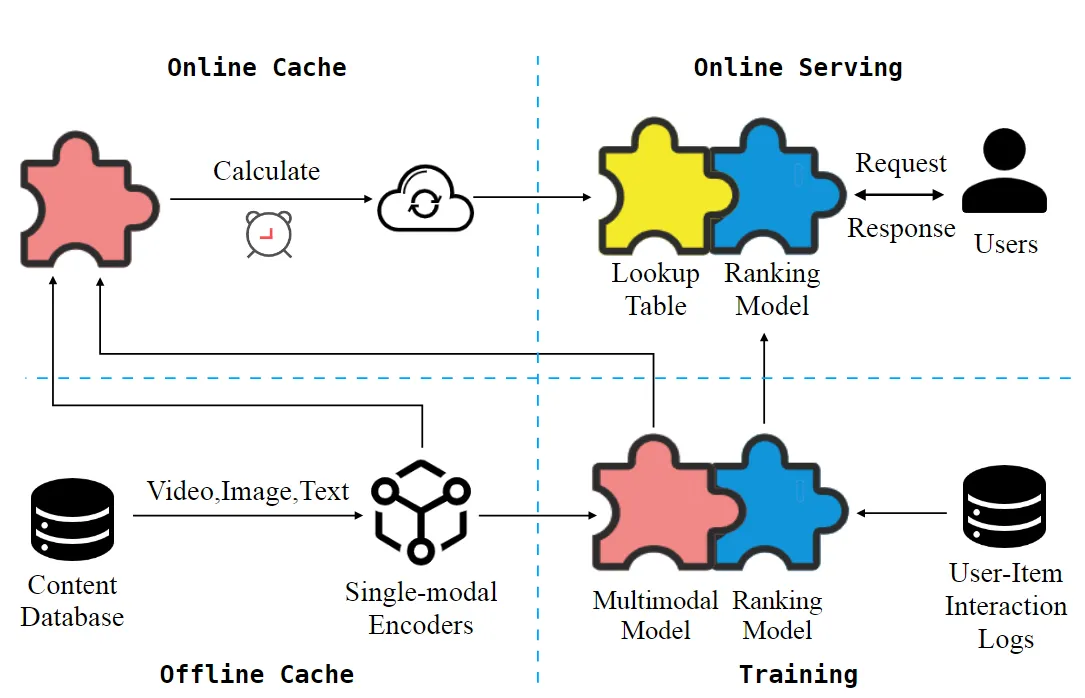 Online Cache
Online Serving
Calculate
Request
Response
Users
Lookup
Table
Ranking
Model
Video,Image,Text
Content
Database
Single-modal
Encoders
Multimodal
Model
Ranking
Model
User-Item
Interaction
Logs
Offline Cache
Training